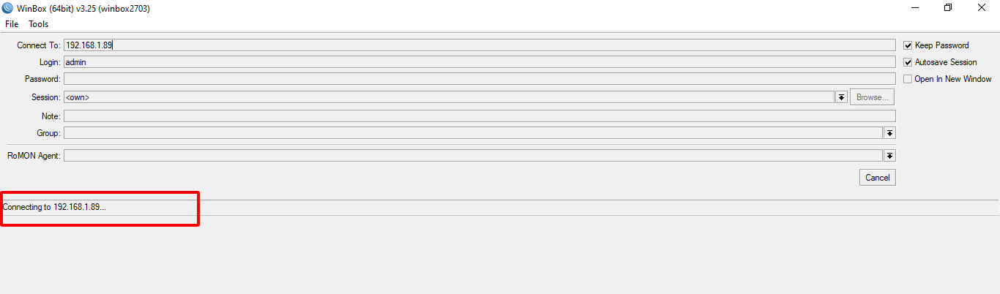 WinBox (64bit) v3.25 (winbox2703)
File Tools
Connect To: 192.168.1.89 Keep Password
Login: admin Autosave Session
Password: Open In New Window
Session: <own> Browse...
Note:
Group:
RoMON Agent:
Cancel
Connecting to 192.168.1.89...